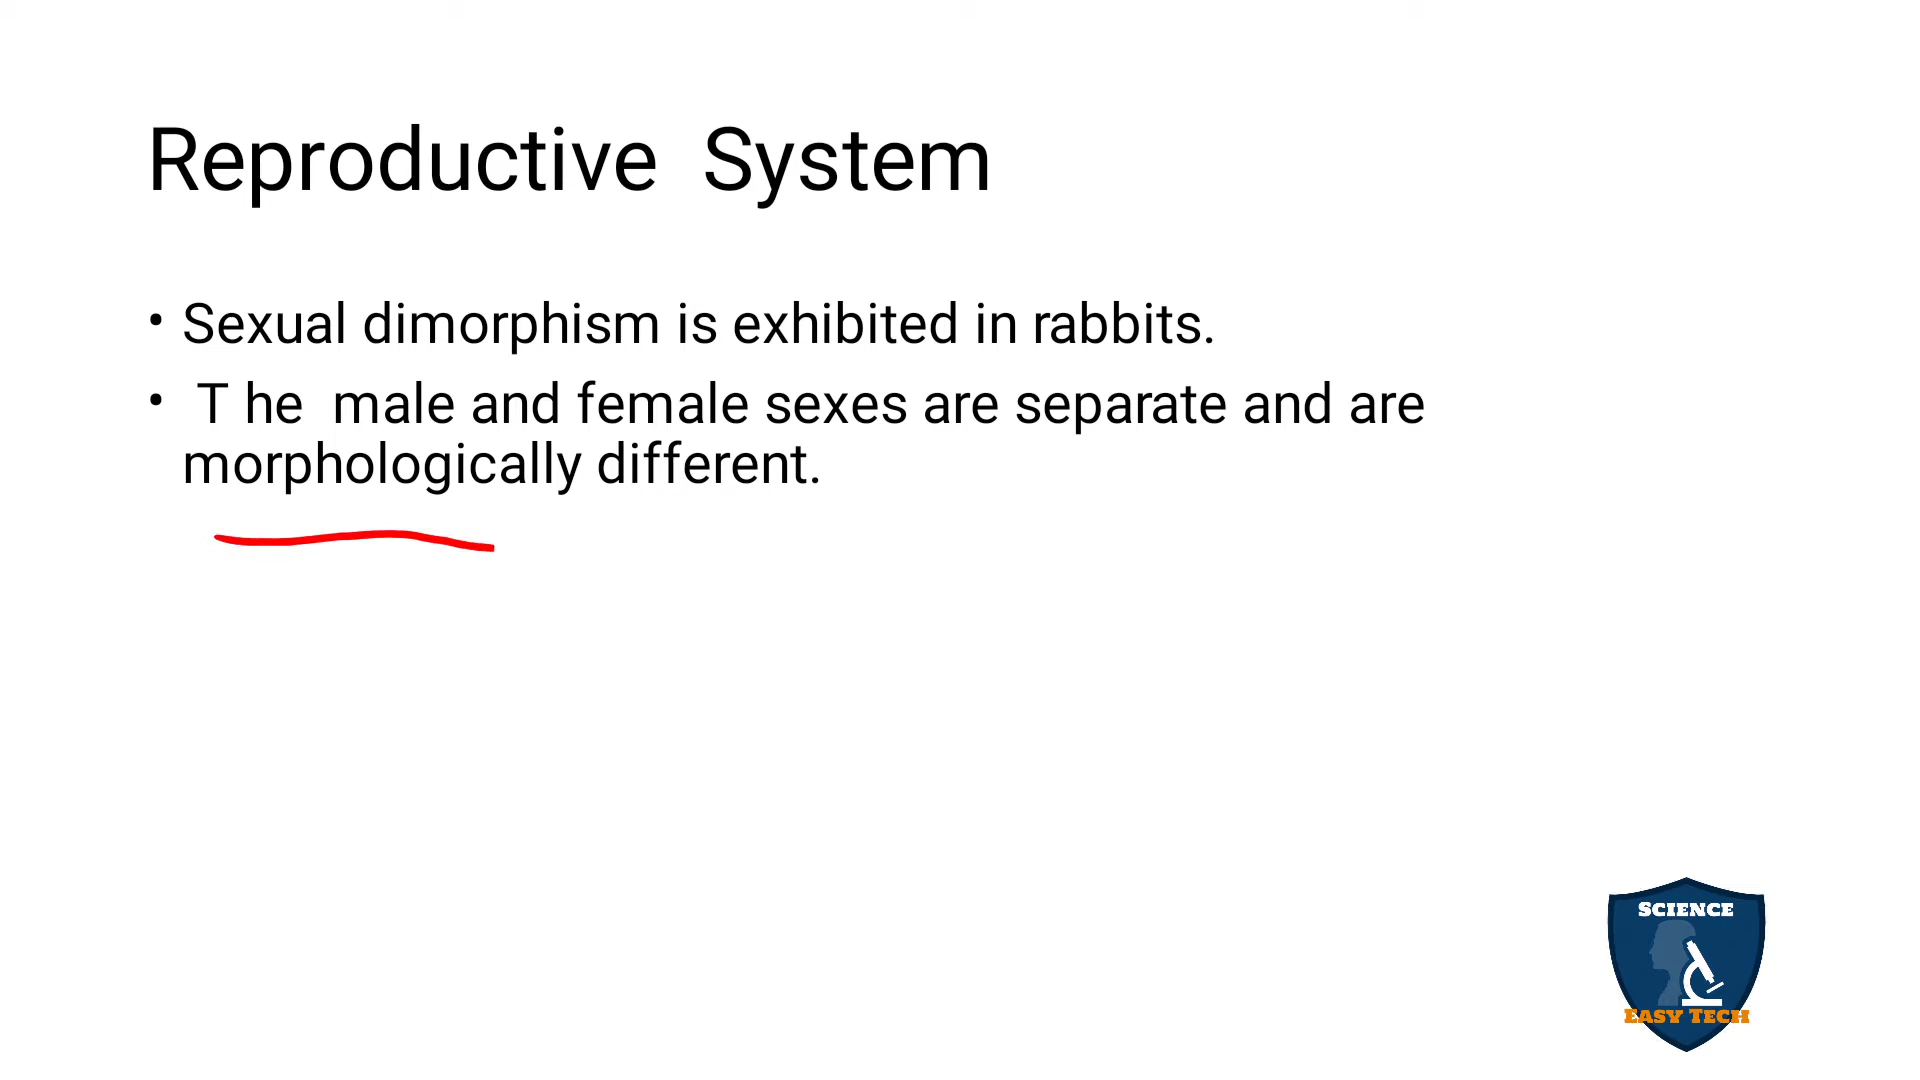 Reproductive  System
• Sexual dimorphism is exhibited in rabbits.
•  T he  male and female sexes are separate and are
morphologically different.
SCIENCE
EASY TECH